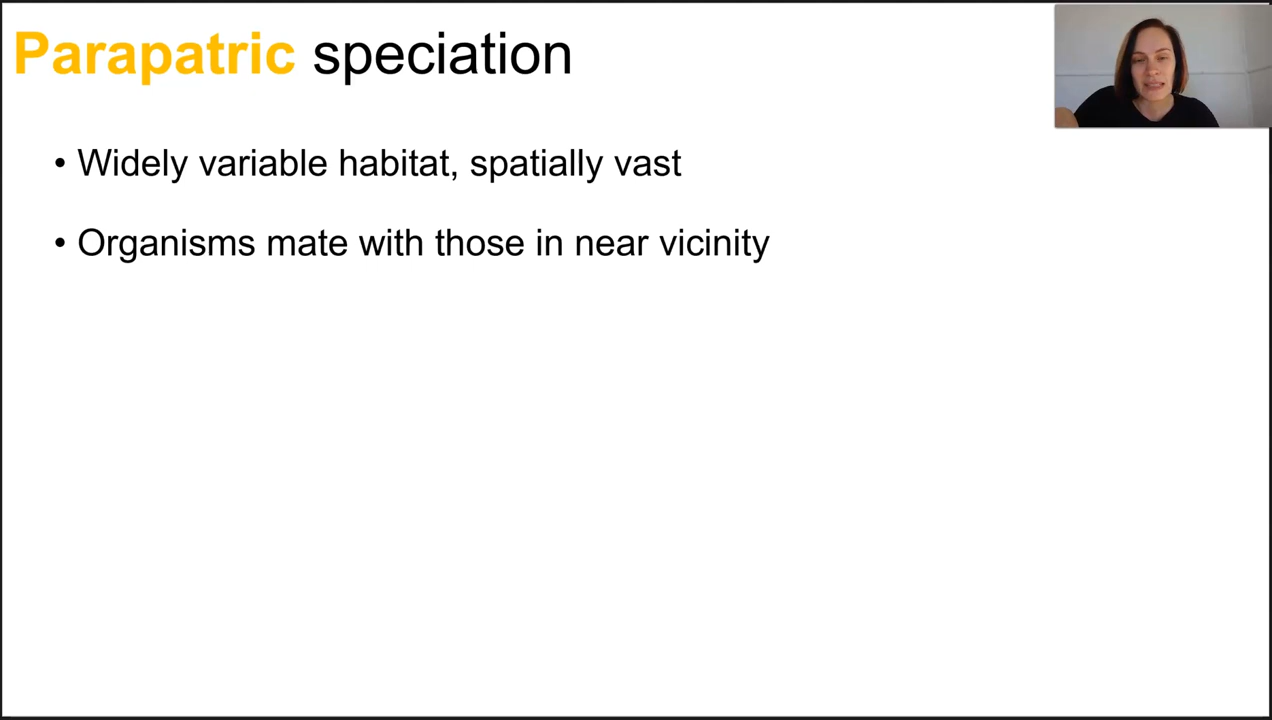 Parapatric speciation
• Widely variable habitat, spatially vast
• Organisms mate with those in near vicinity